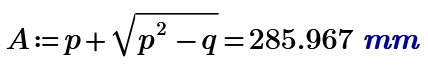 A := p + √(p² − q) = 285.967 mm